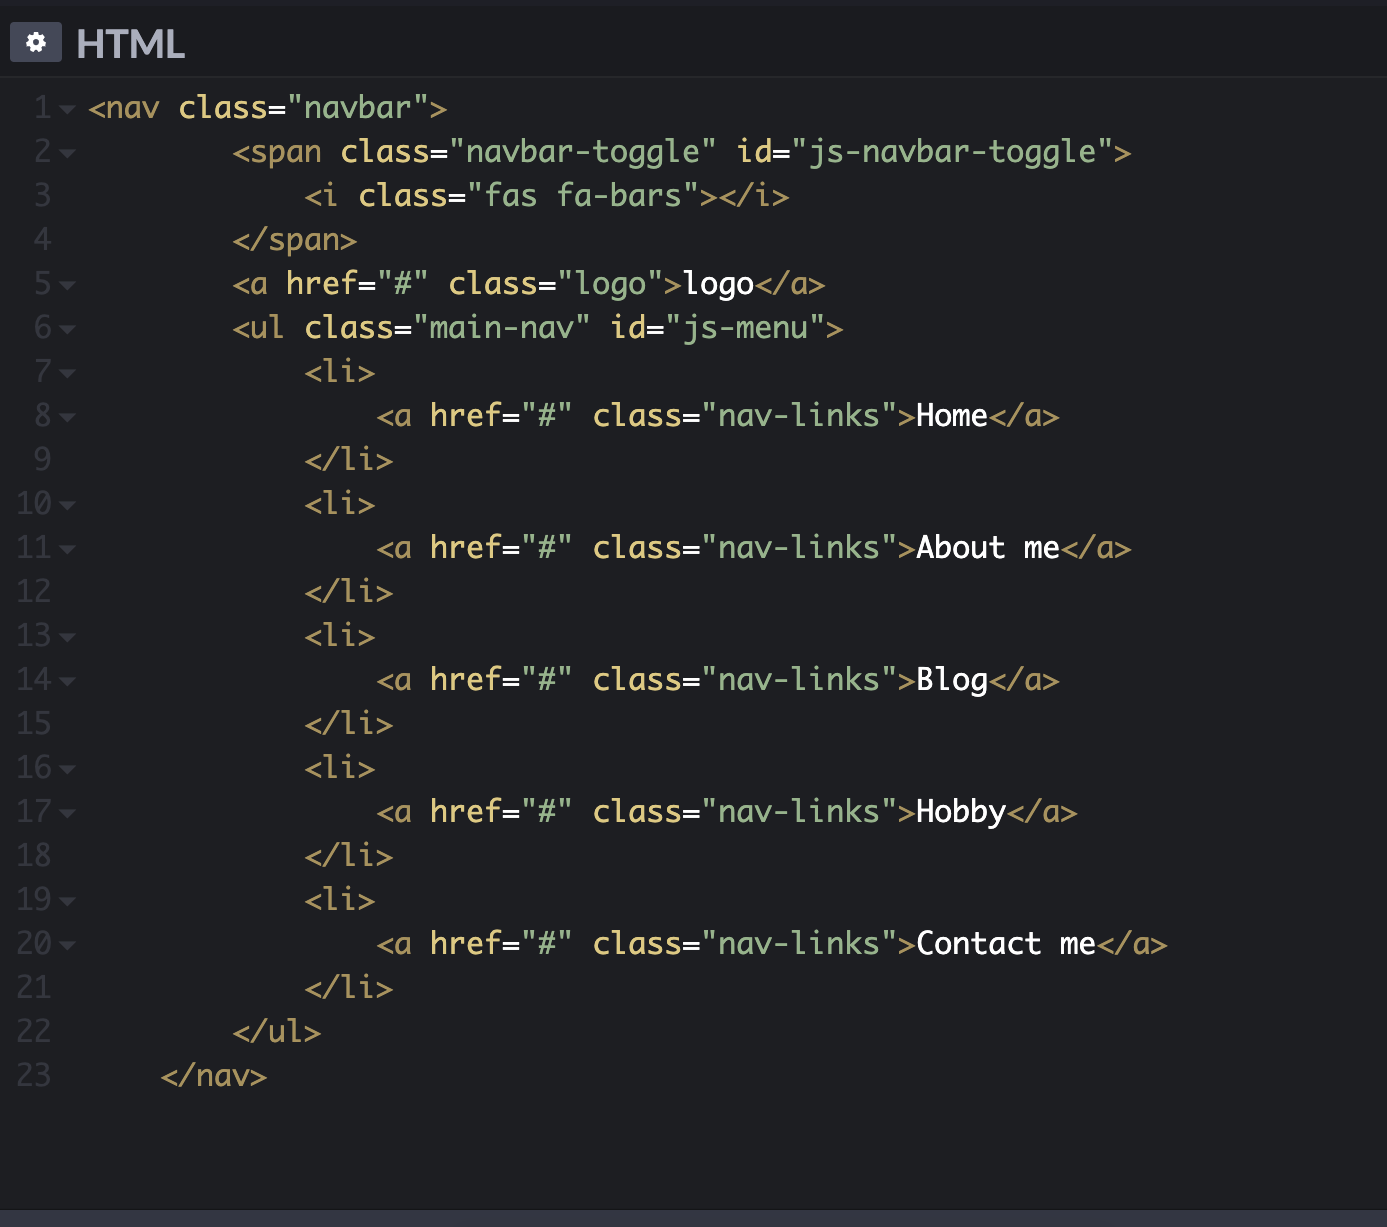 HTML
1 <nav class="navbar">
2 <span class="navbar-toggle" id="js-navbar-toggle">
3 <i class="fas fa-bars"></i>
4 </span>
5 <a href="#" class="logo">logo</a>
6 <ul class="main-nav" id="js-menu">
7 <li>
8 <a href="#" class="nav-links">Home</a>
9 </li>
10 <li>
11 <a href="#" class="nav-links">About me</a>
12 </li>
13 <li>
14 <a href="#" class="nav-links">Blog</a>
15 </li>
16 <li>
17 <a href="#" class="nav-links">Hobby</a>
18 </li>
19 <li>
20 <a href="#" class="nav-links">Contact me</a>
21 </li>
22 </ul>
23 </nav>